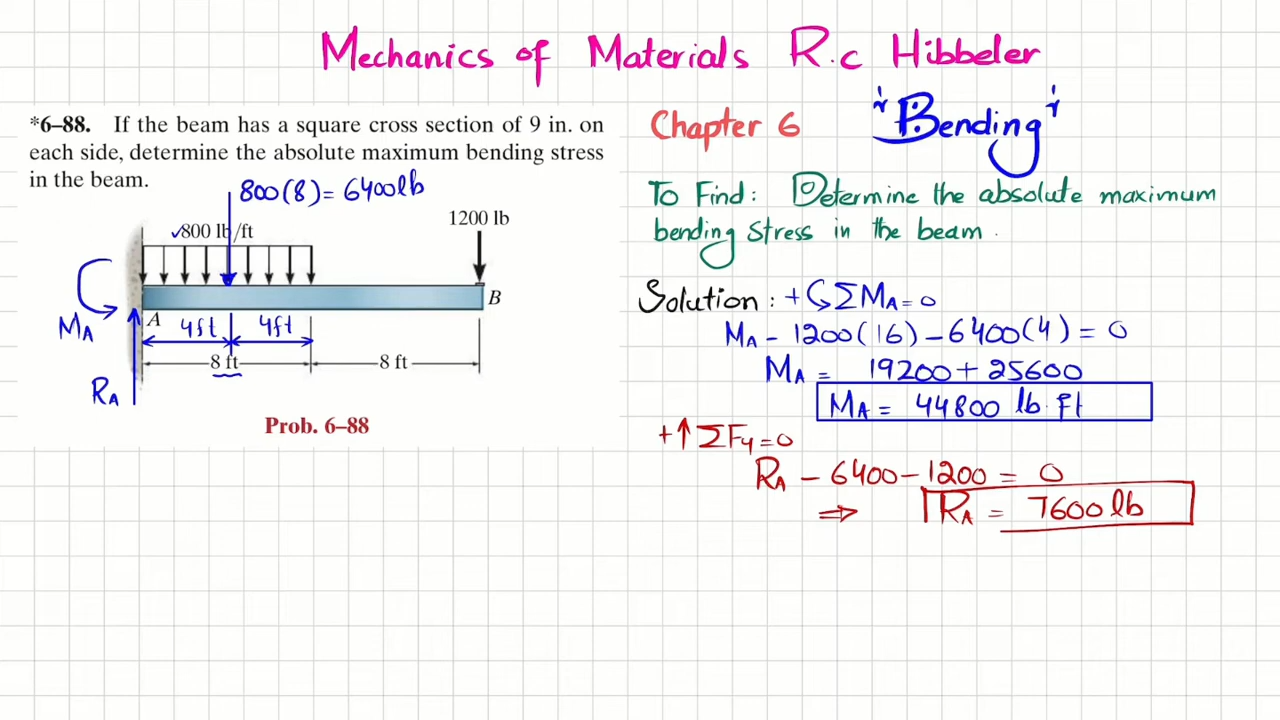 Mechanics of Materials R.C Hibbeler
*6–88. If the beam has a square cross section of 9 in. on
each side, determine the absolute maximum bending stress
in the beam.
800(8) = 6400 lb
1200 lb
✓800 lb/ft
B
MA
A
4ft
4ft
8 ft
8 ft
RA
Prob. 6–88
Chapter 6
"Bending"
To Find: Determine the absolute maximum
bending stress in the beam.
Solution: +↺ΣMA=0
MA - 1200(16) - 6400(4) = 0
MA = 19200 + 25600
MA = 44800 lb.ft
+↑ ΣFy=0
RA - 6400 - 1200 = 0
⇒ RA = 7600 lb